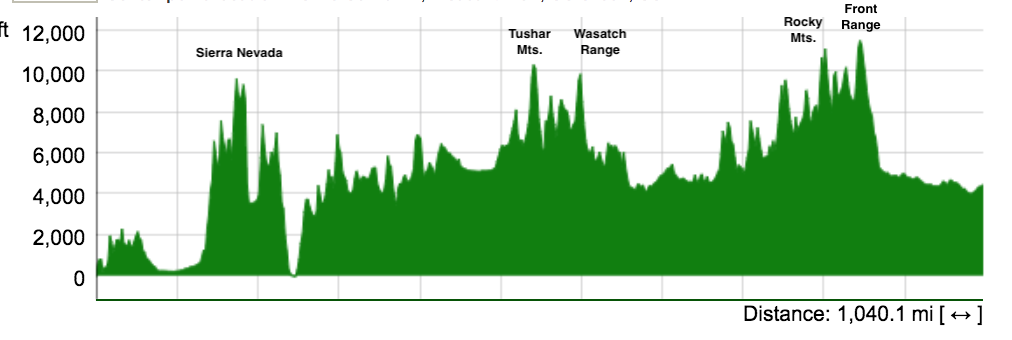 ft
12,000
10,000
8,000
6,000
4,000
2,000
0
Sierra Nevada
Tushar
Mts.
Wasatch
Range
Rocky
Mts.
Front
Range
Distance: 1,040.1 mi [ ↔ ]